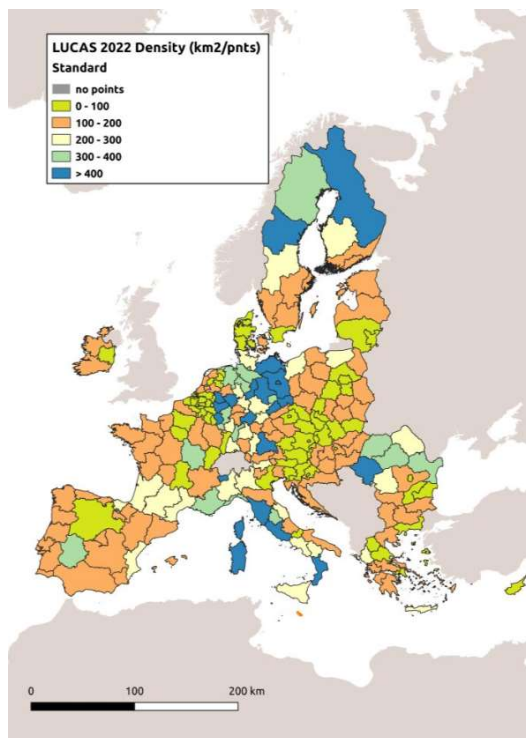 LUCAS 2022 Density (km2/pnts)
Standard
no points
0 - 100
100 - 200
200 - 300
300 - 400
> 400
0 100 200 km